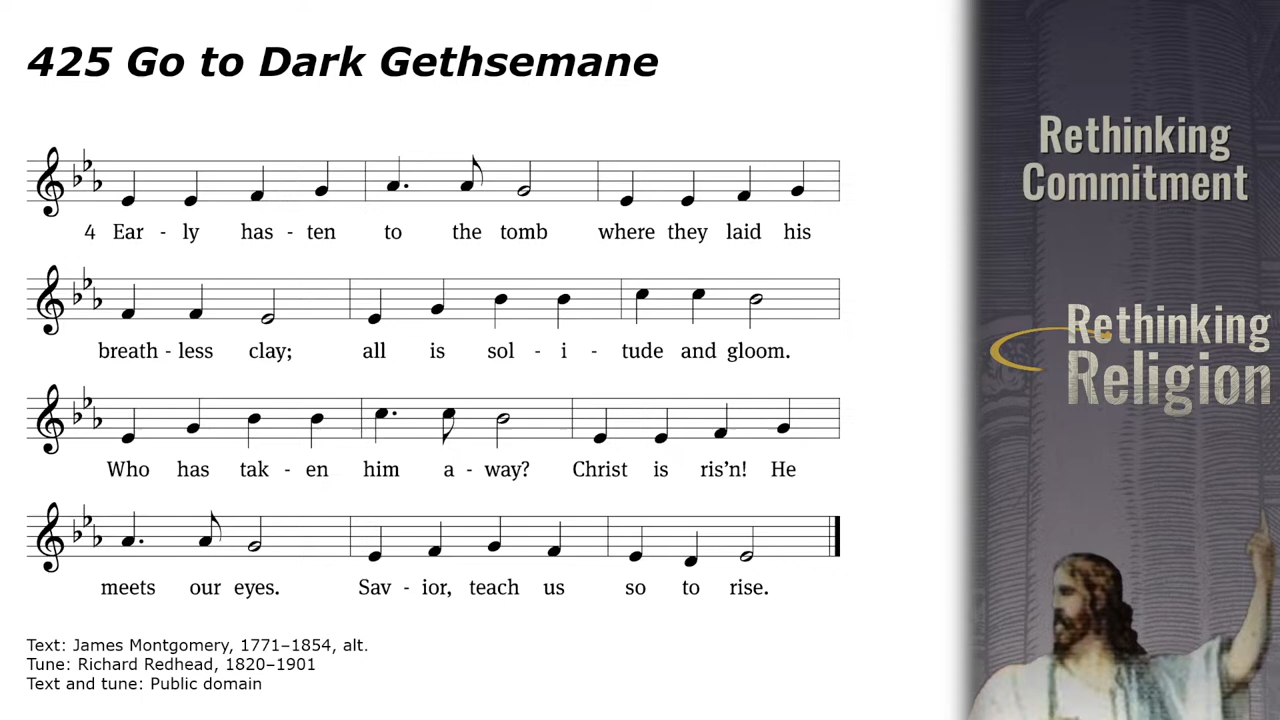 425 Go to Dark Gethsemane
4 Ear - ly has - ten to the tomb where they laid his
breath - less clay; all is sol - i - tude and gloom.
Who has tak - en him a - way? Christ is ris’n! He
meets our eyes. Sav - ior, teach us so to rise.
Text: James Montgomery, 1771–1854, alt.
Tune: Richard Redhead, 1820–1901
Text and tune: Public domain
Rethinking
Commitment
Rethinking
Religion